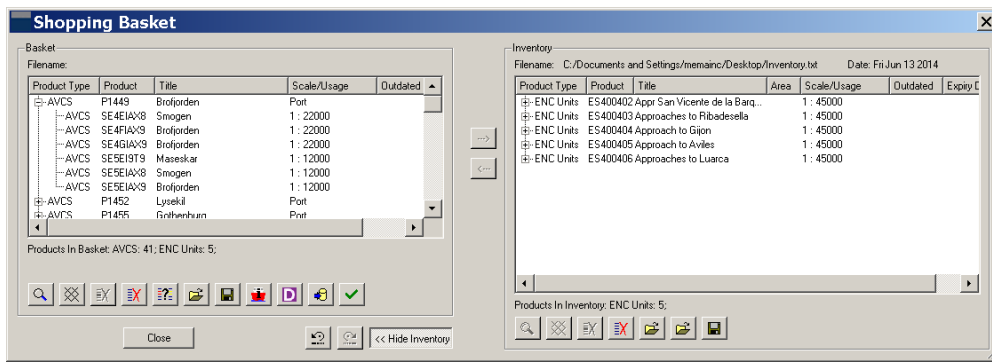 Shopping Basket
Basket
Filename:
Product Type Product Title Scale/Usage Outdated
AVCS P1449 Brofjorden Port
AVCS SE4EIAX8 Smogen 1 : 22000
AVCS SE4FIAX9 Brofjorden 1 : 22000
AVCS SE4GIAX9 Brofjorden 1 : 22000
AVCS SE5EI9T9 Maseskar 1 : 12000
AVCS SE5EIAX8 Smogen 1 : 12000
AVCS SE5EIAX9 Brofjorden 1 : 12000
AVCS P1452 Lysekil Port
AVCS P1455 Gothenburg Port
Products In Basket: AVCS: 41; ENC Units: 5;
Close
--->
<---
<< Hide Inventory
Inventory
Filename: C:/Documents and Settings/memainc/Desktop/Inventory.txt Date: Fri Jun 13 2014
Product Type Product Title Area Scale/Usage Outdated Expiry D
ENC Units ES400402 Appr San Vicente de la Barq... 1 : 45000
ENC Units ES400403 Approaches to Ribadesella 1 : 45000
ENC Units ES400404 Approach to Gijon 1 : 45000
ENC Units ES400405 Approach to Aviles 1 : 45000
ENC Units ES400406 Approaches to Luarca 1 : 45000
Products In Inventory: ENC Units: 5;